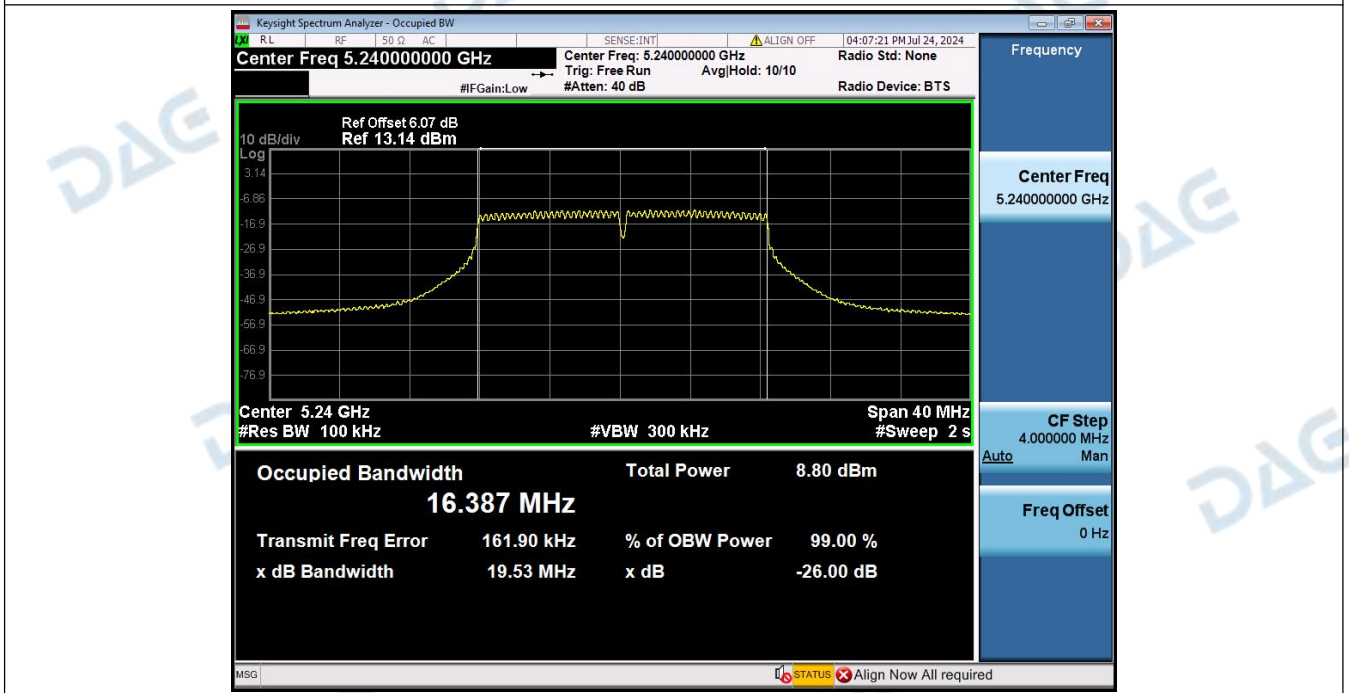 Keysight Spectrum Analyzer - Occupied BW
LXI RL RF 50 Ω AC SENSE:INT ALIGN OFF 04:07:21 PM Jul 24, 2024
Center Freq 5.240000000 GHz
Center Freq: 5.240000000 GHz
Radio Std: None
Trig: Free Run Avg|Hold: 10/10
#IFGain:Low
#Atten: 40 dB
Radio Device: BTS
Frequency
Ref Offset 6.07 dB
10 dB/div Ref 13.14 dBm
Log
3.14
-6.86
-16.9
-26.9
-36.9
-46.9
-56.9
-66.9
-76.9
Center 5.24 GHz Span 40 MHz
#Res BW 100 kHz #VBW 300 kHz #Sweep 2 s
Occupied Bandwidth Total Power 8.80 dBm
16.387 MHz
Transmit Freq Error 161.90 kHz % of OBW Power 99.00 %
x dB Bandwidth 19.53 MHz x dB -26.00 dB
Center Freq
5.240000000 GHz
CF Step
4.000000 MHz
Auto Man
Freq Offset
0 Hz
MSG STATUS Align Now All required
DAG
DAG
DAG